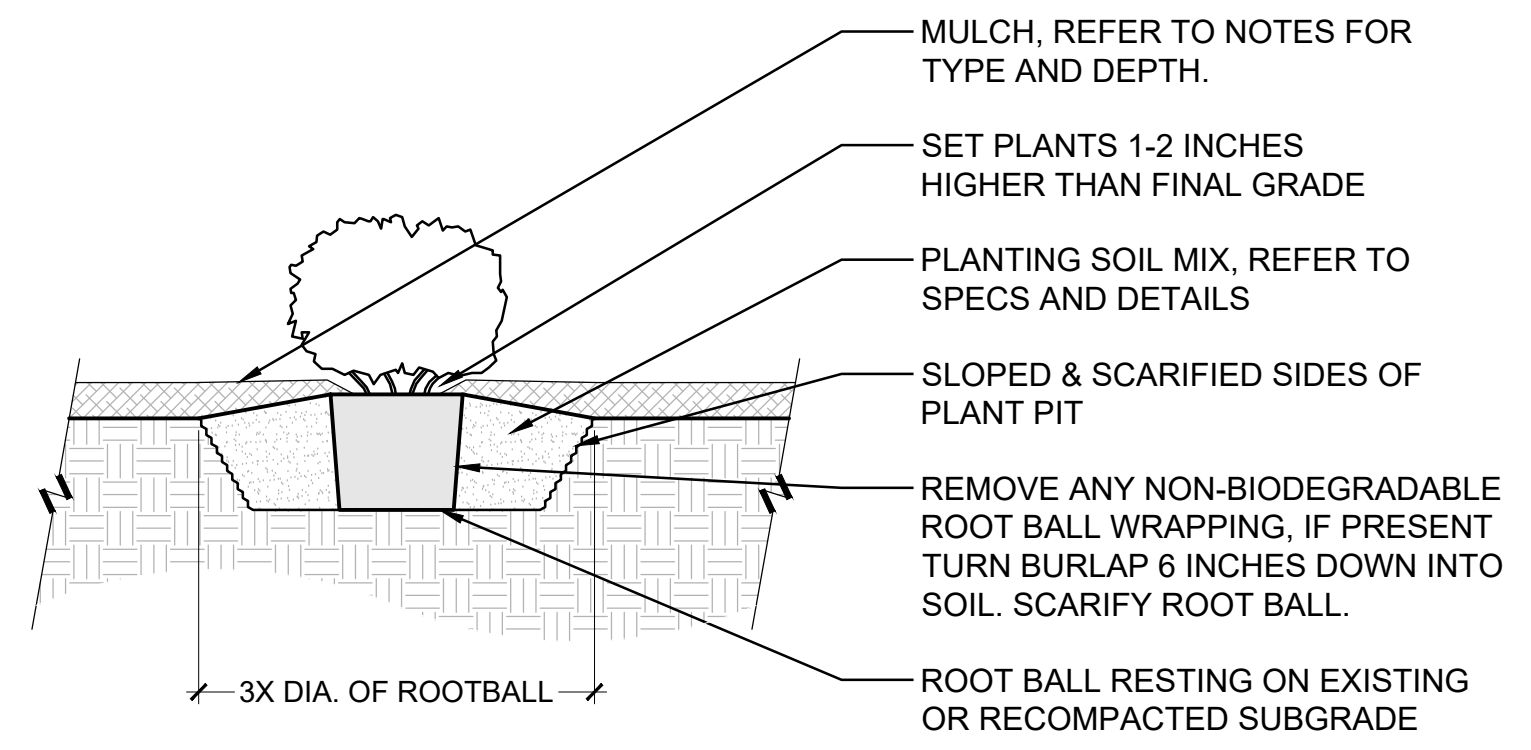 MULCH, REFER TO NOTES FOR
TYPE AND DEPTH.
SET PLANTS 1-2 INCHES
HIGHER THAN FINAL GRADE
PLANTING SOIL MIX, REFER TO
SPECS AND DETAILS
SLOPED & SCARIFIED SIDES OF
PLANT PIT
REMOVE ANY NON-BIODEGRADABLE
ROOT BALL WRAPPING, IF PRESENT
TURN BURLAP 6 INCHES DOWN INTO
SOIL. SCARIFY ROOT BALL.
ROOT BALL RESTING ON EXISTING
OR RECOMPACTED SUBGRADE
3X DIA. OF ROOTBALL